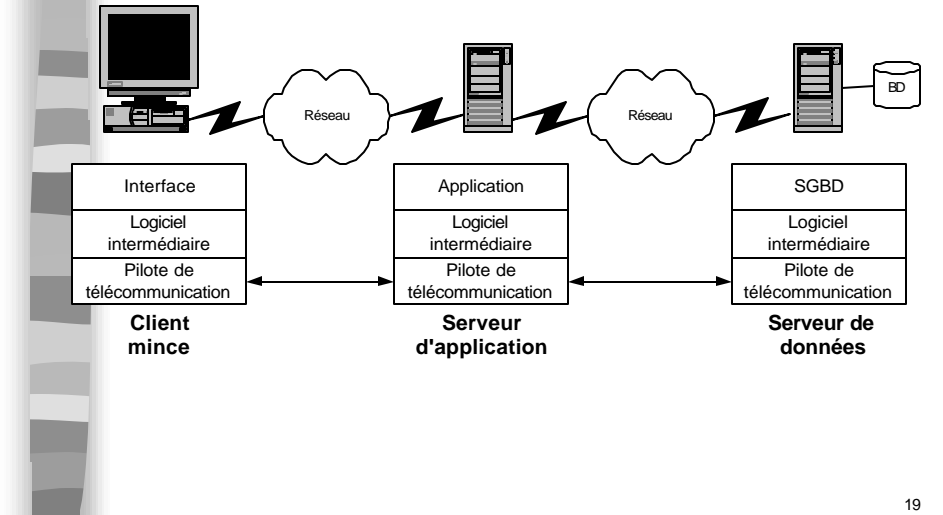 Réseau
Réseau
BD
Interface
Logiciel
intermédiaire
Pilote de
télécommunication
Client
mince
Application
Logiciel
intermédiaire
Pilote de
télécommunication
Serveur
d'application
SGBD
Logiciel
intermédiaire
Pilote de
télécommunication
Serveur de
données
19